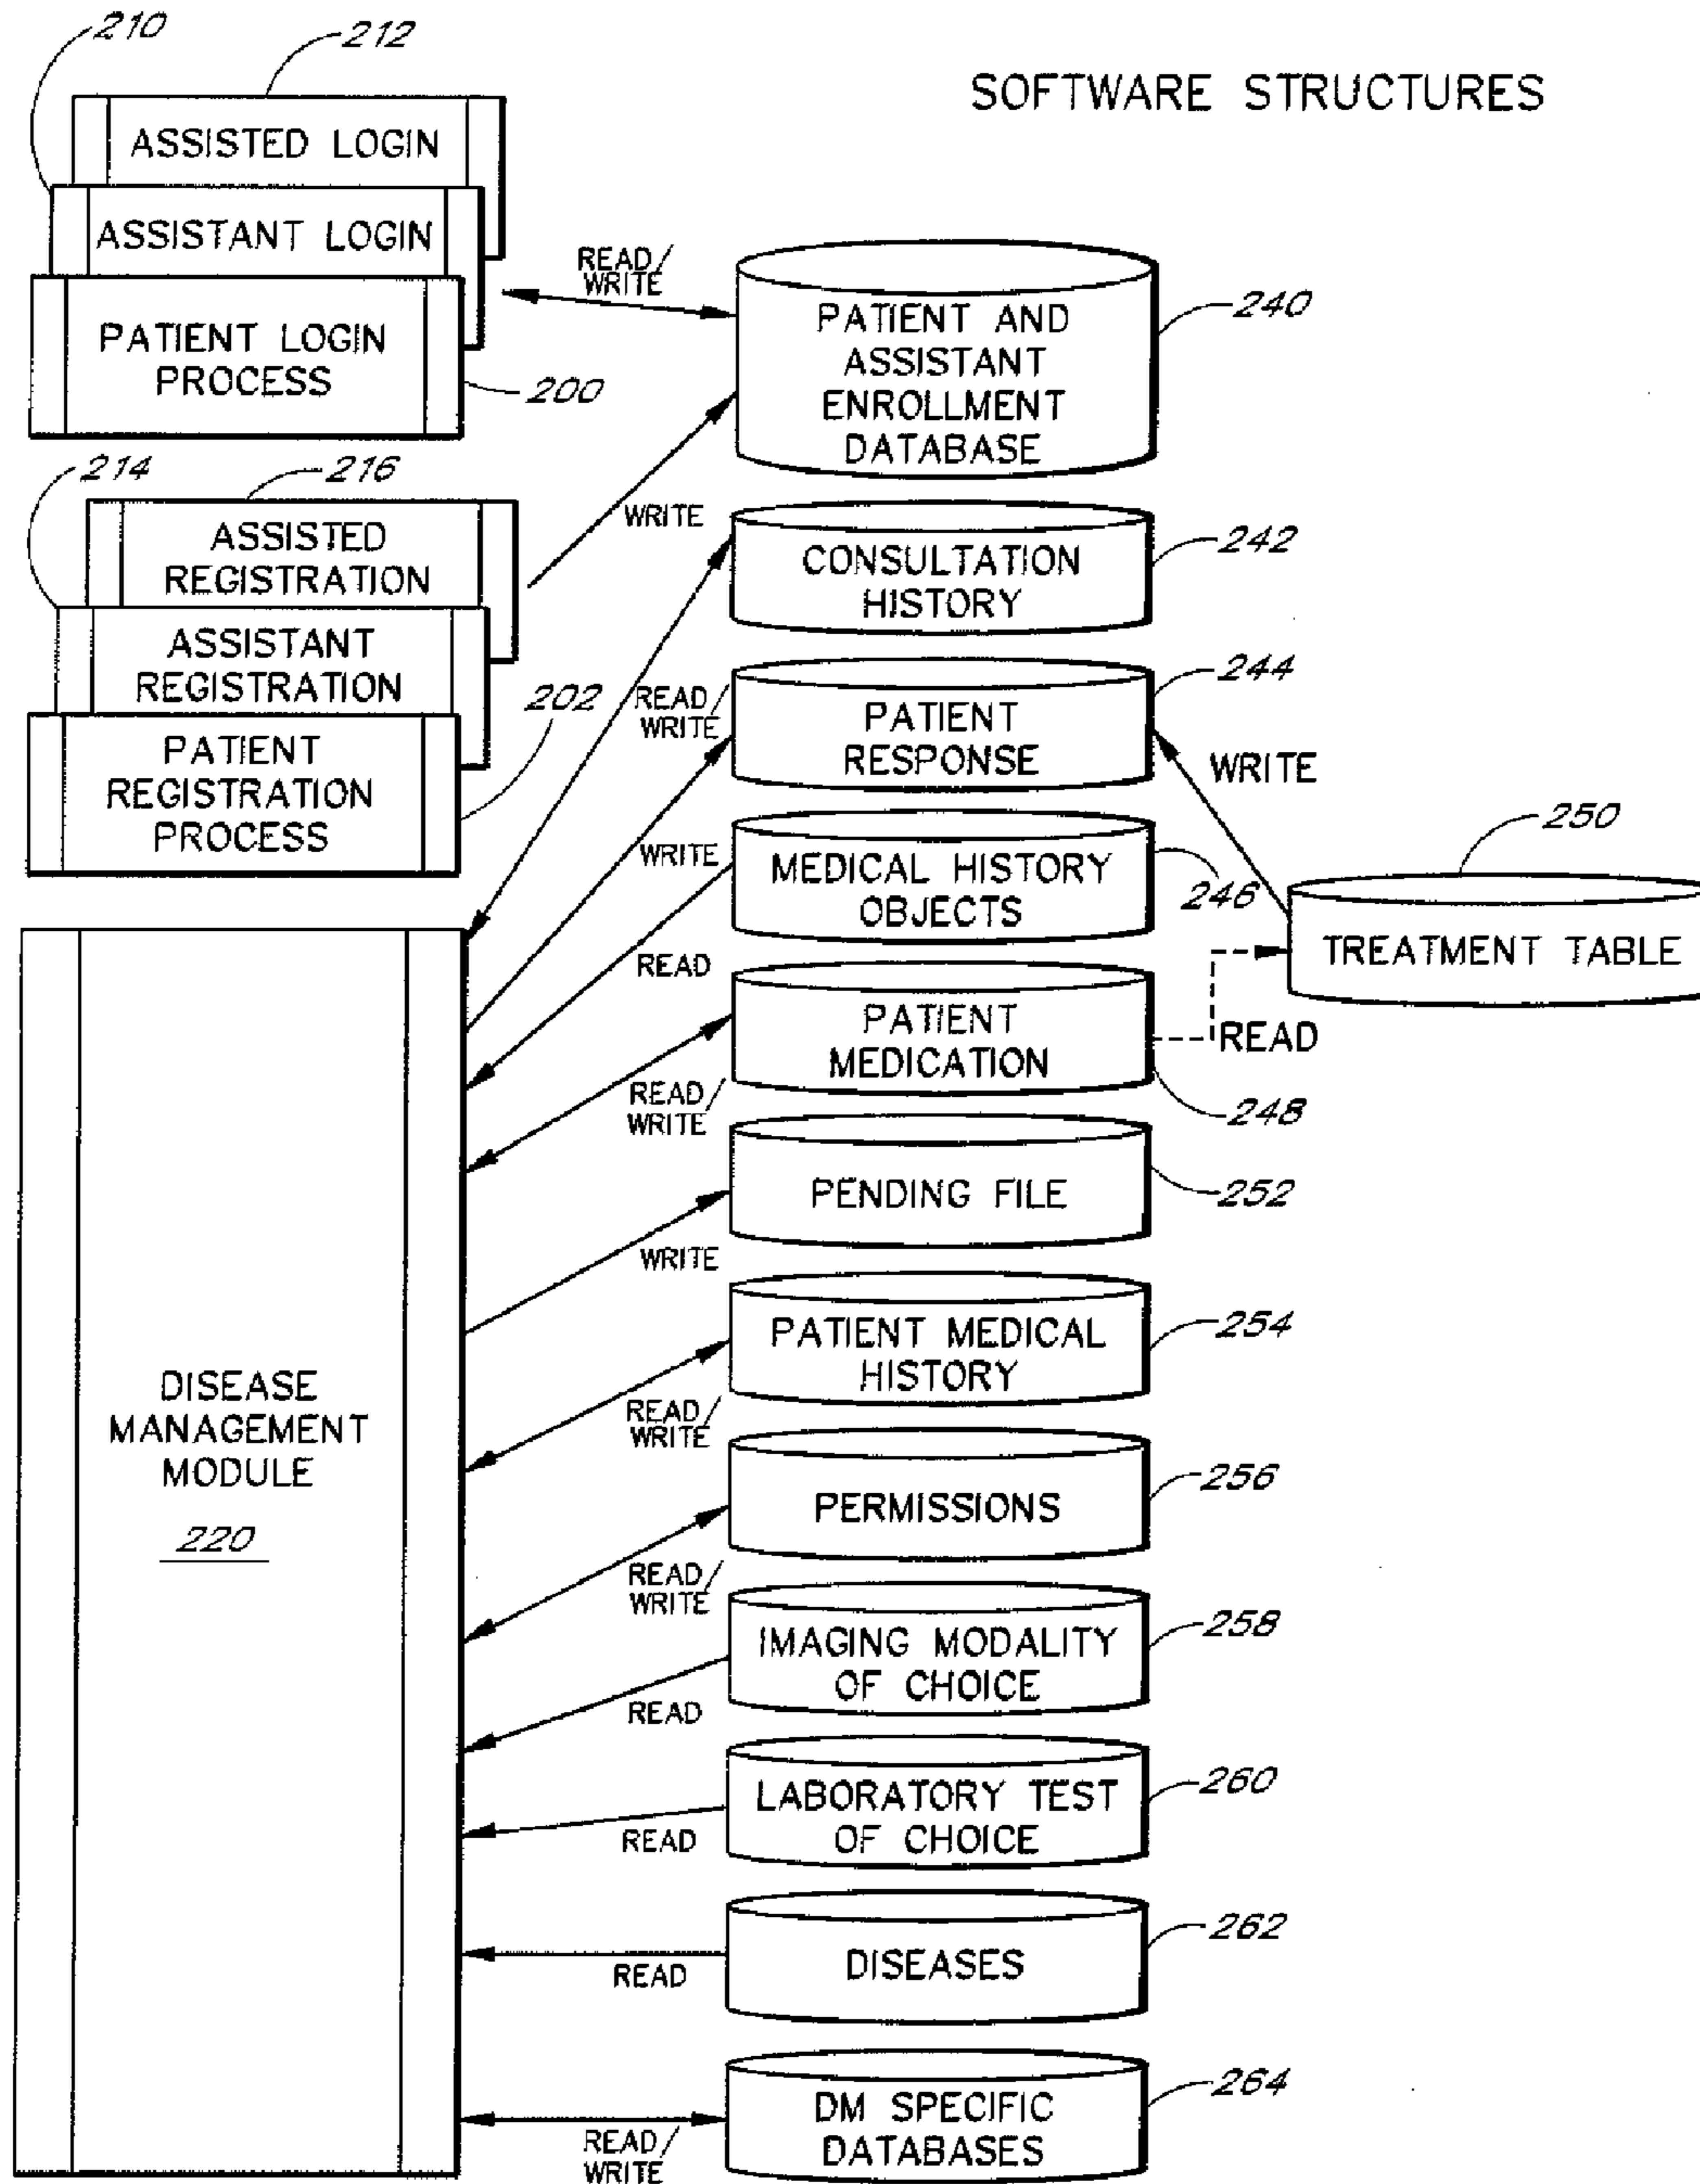 SOFTWARE STRUCTURES
210
212
ASSISTED LOGIN
ASSISTANT LOGIN
PATIENT LOGIN
PROCESS
200
READ/
WRITE
PATIENT AND
ASSISTANT
ENROLLMENT
DATABASE
240
214
216
ASSISTED
REGISTRATION
ASSISTANT
REGISTRATION
202
PATIENT
REGISTRATION
PROCESS
WRITE
CONSULTATION
HISTORY
242
READ/
WRITE
PATIENT
RESPONSE
244
WRITE
WRITE
MEDICAL HISTORY
OBJECTS
246
250
TREATMENT TABLE
READ
PATIENT
MEDICATION
READ
248
READ/
WRITE
PENDING FILE
252
WRITE
PATIENT MEDICAL
HISTORY
254
DISEASE
MANAGEMENT
MODULE
220
READ/
WRITE
PERMISSIONS
256
READ/
WRITE
IMAGING MODALITY
OF CHOICE
258
READ
LABORATORY TEST
OF CHOICE
260
READ
DISEASES
262
READ
DM SPECIFIC
DATABASES
264
READ/
WRITE